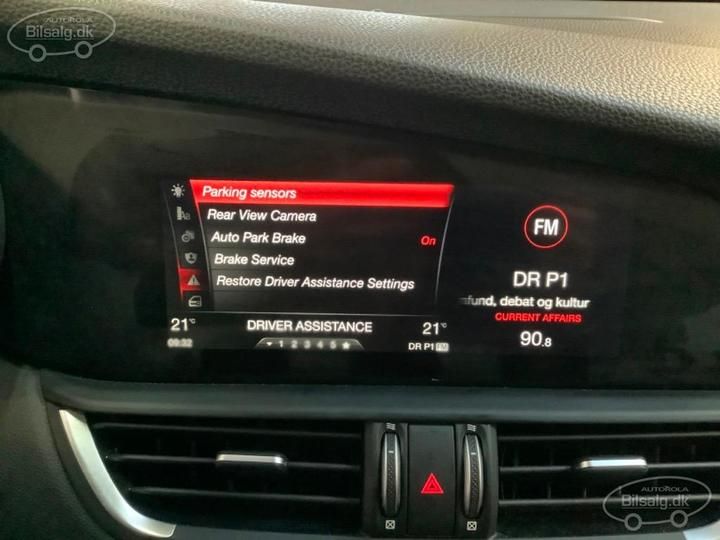 AUTOROLA
Bilsalg.dk
Parking sensors
Rear View Camera
Auto Park Brake On
Brake Service
Restore Driver Assistance Settings
21°C DRIVER ASSISTANCE 21°C
09:32 1 2 3 4 5 ★ DR P1 FM
FM
DR P1
nfund, debat og kultur
CURRENT AFFAIRS
90.8
AUTOROLA
Bilsalg.dk